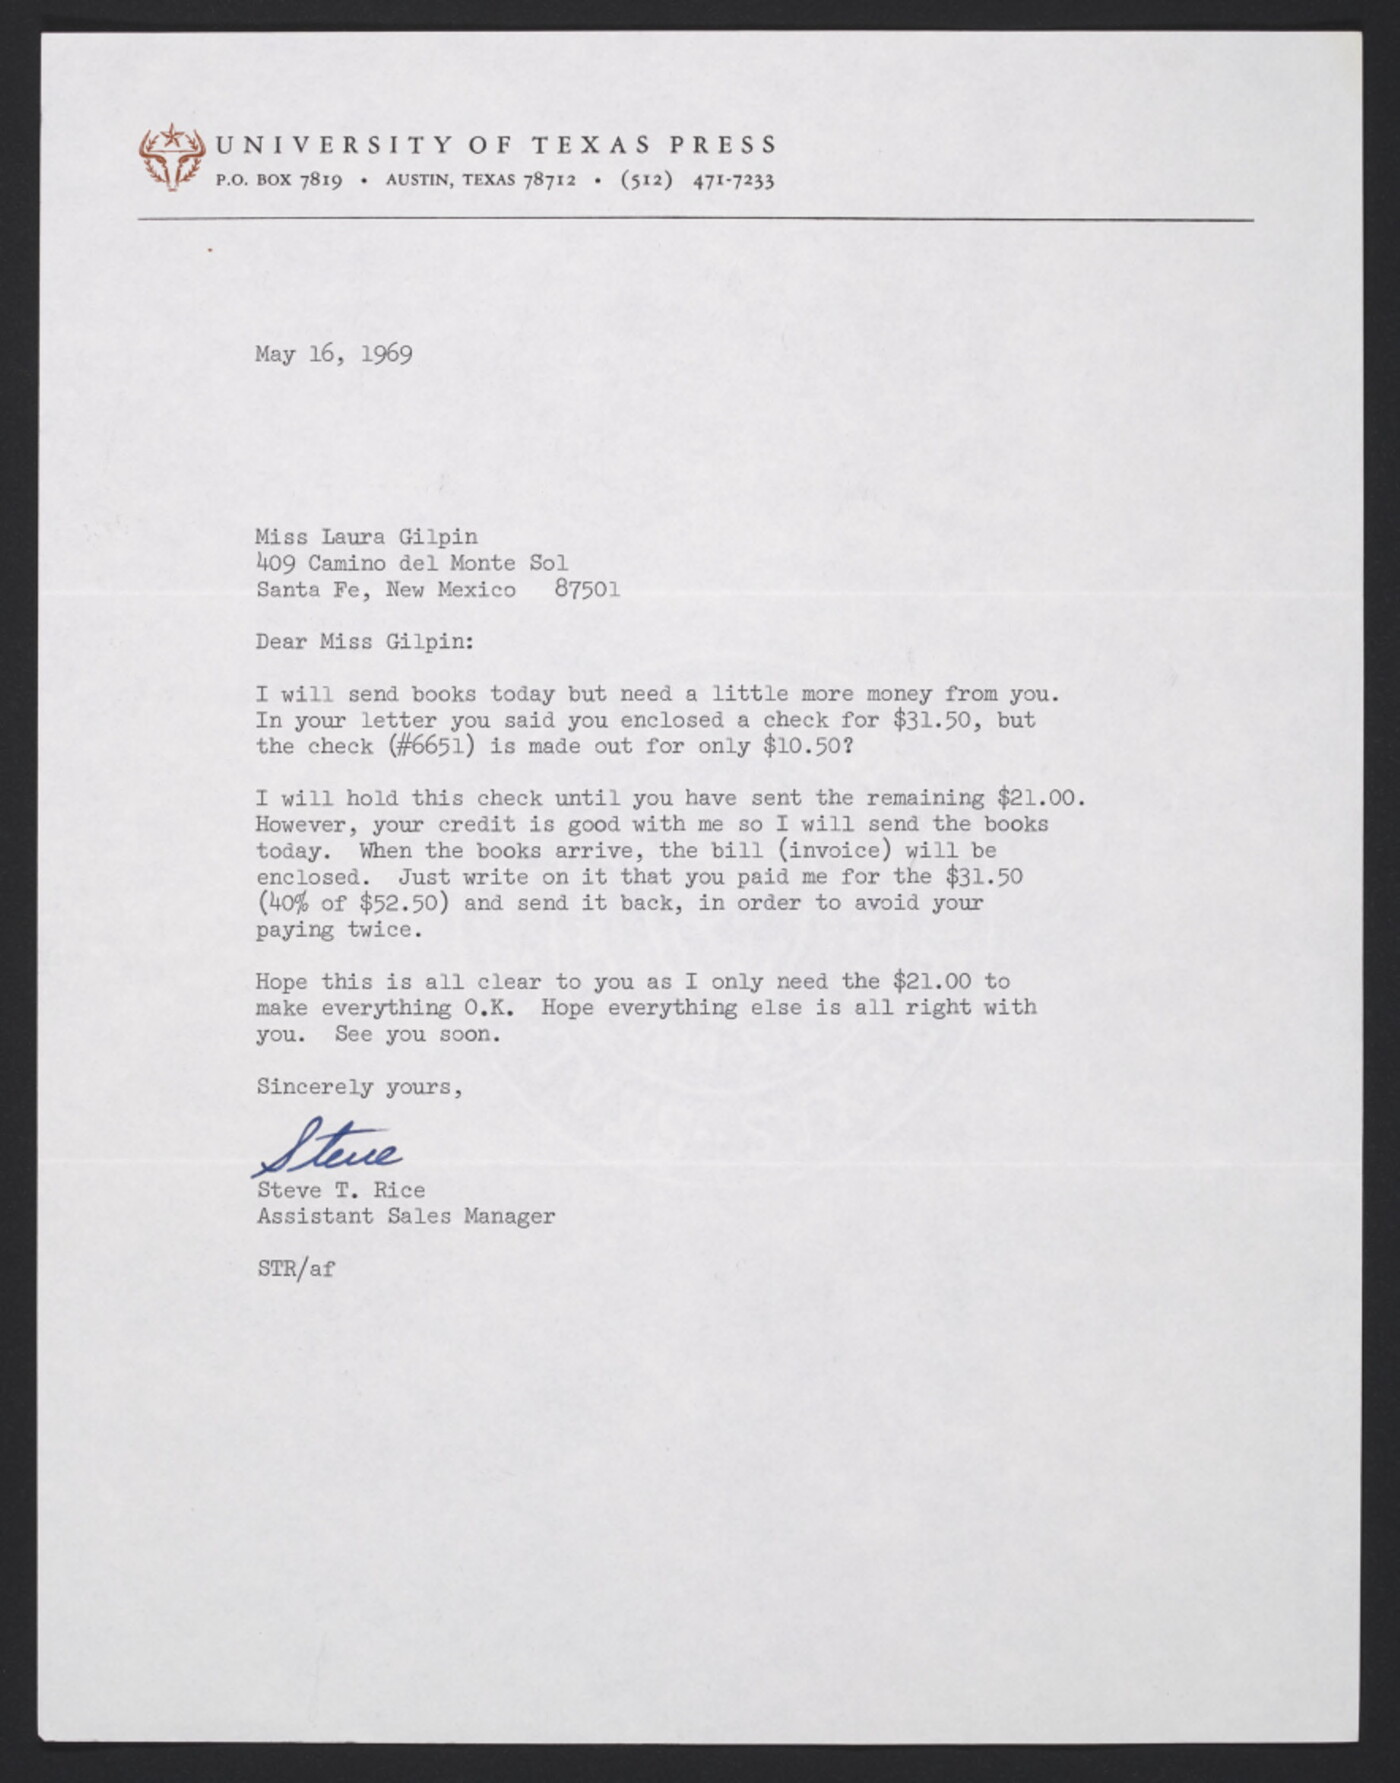 UNIVERSITY OF TEXAS PRESS
P.O. BOX 7819 • AUSTIN, TEXAS 78712 • (512) 471-7233
May 16, 1969
Miss Laura Gilpin
409 Camino del Monte Sol
Santa Fe, New Mexico 87501
Dear Miss Gilpin:
I will send books today but need a little more money from you.
In your letter you said you enclosed a check for $31.50, but
the check (#6651) is made out for only $10.50?
I will hold this check until you have sent the remaining $21.00.
However, your credit is good with me so I will send the books
today. When the books arrive, the bill (invoice) will be
enclosed. Just write on it that you paid me for the $31.50
(40% of $52.50) and send it back, in order to avoid your
paying twice.
Hope this is all clear to you as I only need the $21.00 to
make everything O.K. Hope everything else is all right with
you. See you soon.
Sincerely yours,
Steve
Steve T. Rice
Assistant Sales Manager
STR/af